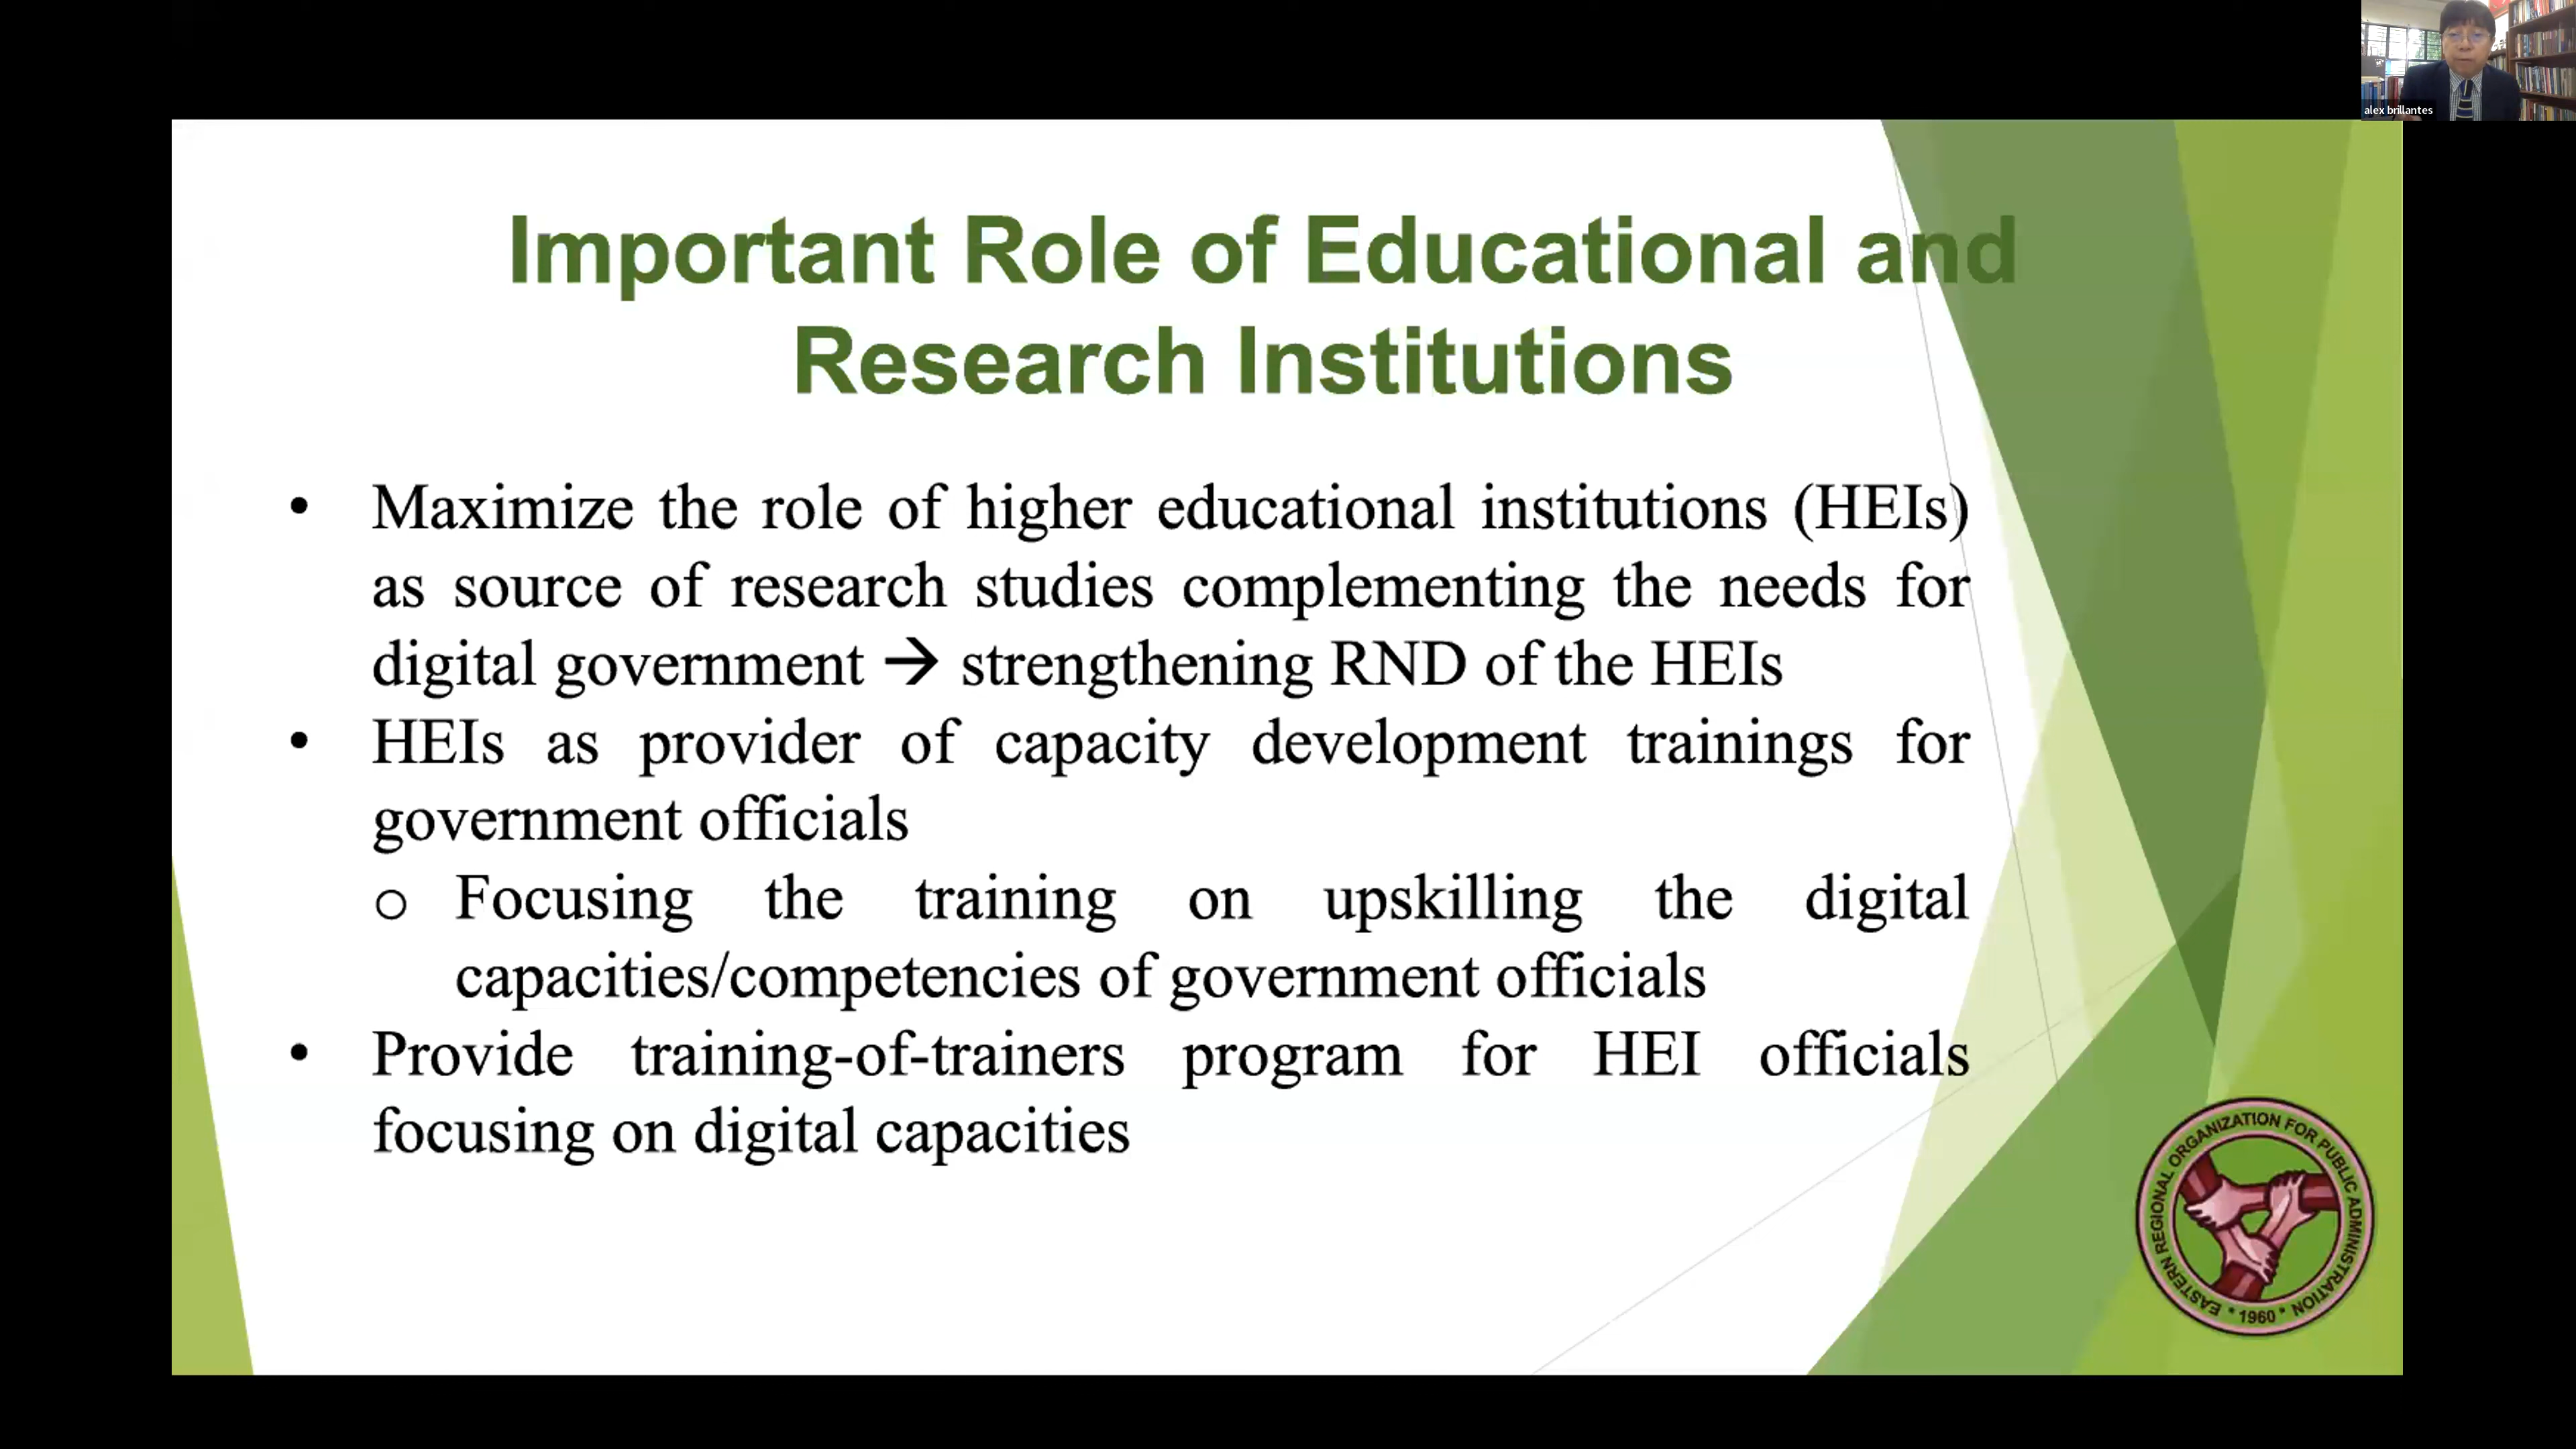 alex brillantes
Important Role of Educational and
Research Institutions
• Maximize the role of higher educational institutions (HEIs)
as source of research studies complementing the needs for
digital government → strengthening RND of the HEIs
• HEIs as provider of capacity development trainings for
government officials
o Focusing the training on upskilling the digital
capacities/competencies of government officials
• Provide training-of-trainers program for HEI officials
focusing on digital capacities
EASTERN REGIONAL ORGANIZATION FOR PUBLIC ADMINISTRATION
* 1960 *